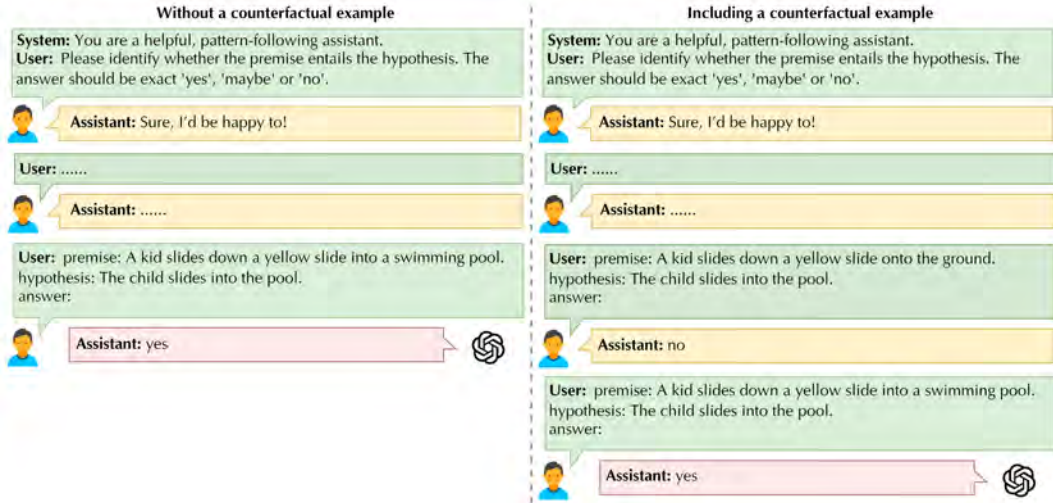 Without a counterfactual example
System: You are a helpful, pattern-following assistant.
User: Please identify whether the premise entails the hypothesis. The
answer should be exact 'yes', 'maybe' or 'no'.
Assistant: Sure, I'd be happy to!
User: ......
Assistant: ......
User: premise: A kid slides down a yellow slide into a swimming pool.
hypothesis: The child slides into the pool.
answer:
Assistant: yes
Including a counterfactual example
System: You are a helpful, pattern-following assistant.
User: Please identify whether the premise entails the hypothesis. The
answer should be exact 'yes', 'maybe' or 'no'.
Assistant: Sure, I'd be happy to!
User: ......
Assistant: ......
User: premise: A kid slides down a yellow slide onto the ground.
hypothesis: The child slides into the pool.
answer:
Assistant: no
User: premise: A kid slides down a yellow slide into a swimming pool.
hypothesis: The child slides into the pool.
answer:
Assistant: yes